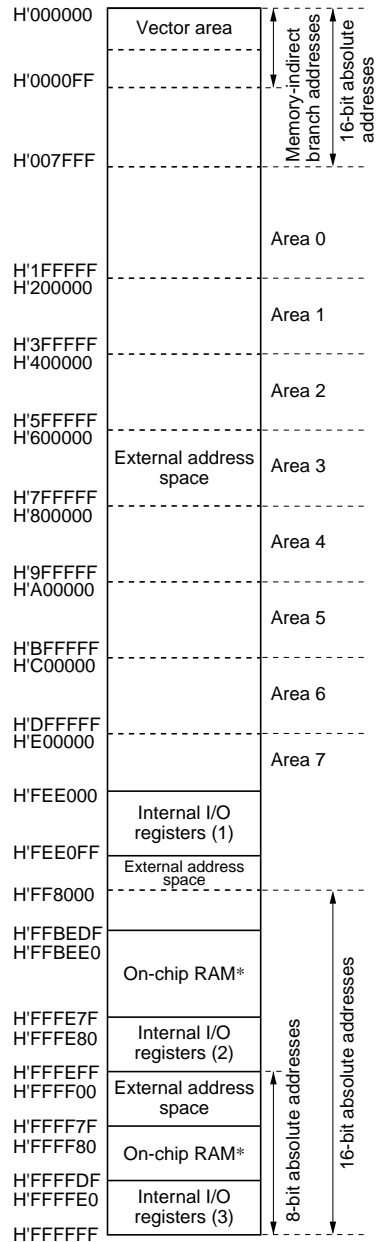 H'000000
Vector area
H'0000FF
Memory-indirect
branch addresses
16-bit absolute
addresses
H'007FFF
Area 0
H'1FFFFF
H'200000
Area 1
H'3FFFFF
H'400000
Area 2
H'5FFFFF
H'600000
External address
space
Area 3
H'7FFFFF
H'800000
Area 4
H'9FFFFF
H'A00000
Area 5
H'BFFFFF
H'C00000
Area 6
H'DFFFFF
H'E00000
Area 7
H'FEE000
Internal I/O
registers (1)
H'FEE0FF
External address
space
H'FF8000
H'FFBEDF
H'FFBEE0
On-chip RAM*
H'FFFE7F
H'FFFE80
Internal I/O
registers (2)
H'FFFEFF
H'FFFF00
External address
space
H'FFFF7F
H'FFFF80
On-chip RAM*
H'FFFFDF
H'FFFFE0
Internal I/O
registers (3)
H'FFFFFF
8-bit absolute addresses
16-bit absolute addresses